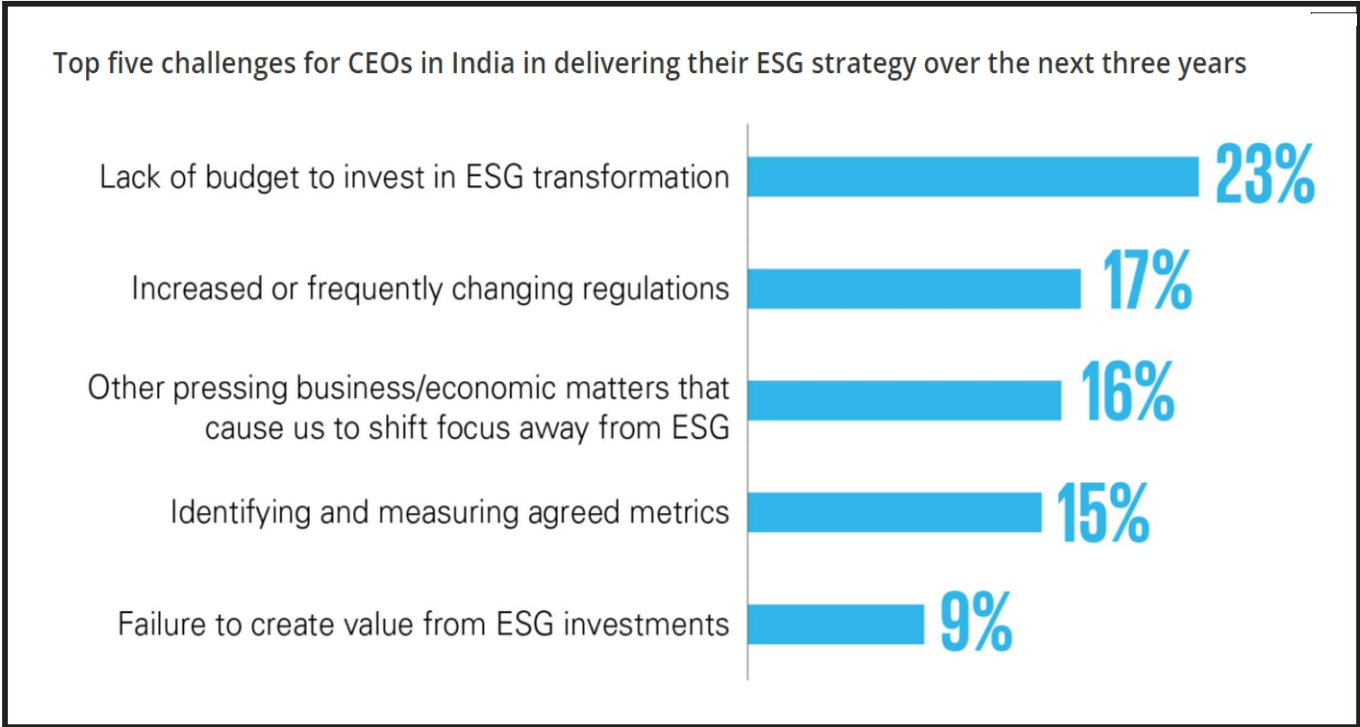 Top five challenges for CEOs in India in delivering their ESG strategy over the next three years
Lack of budget to invest in ESG transformation 23%
Increased or frequently changing regulations 17%
Other pressing business/economic matters that
cause us to shift focus away from ESG 16%
Identifying and measuring agreed metrics 15%
Failure to create value from ESG investments 9%